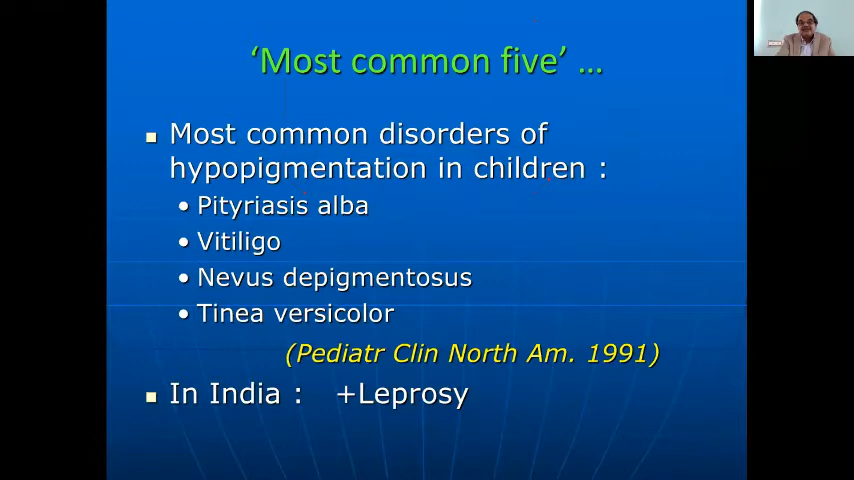 ‘Most common five’ ...
▪ Most common disorders of
hypopigmentation in children :
• Pityriasis alba
• Vitiligo
• Nevus depigmentosus
• Tinea versicolor
(Pediatr Clin North Am. 1991)
▪ In India : +Leprosy